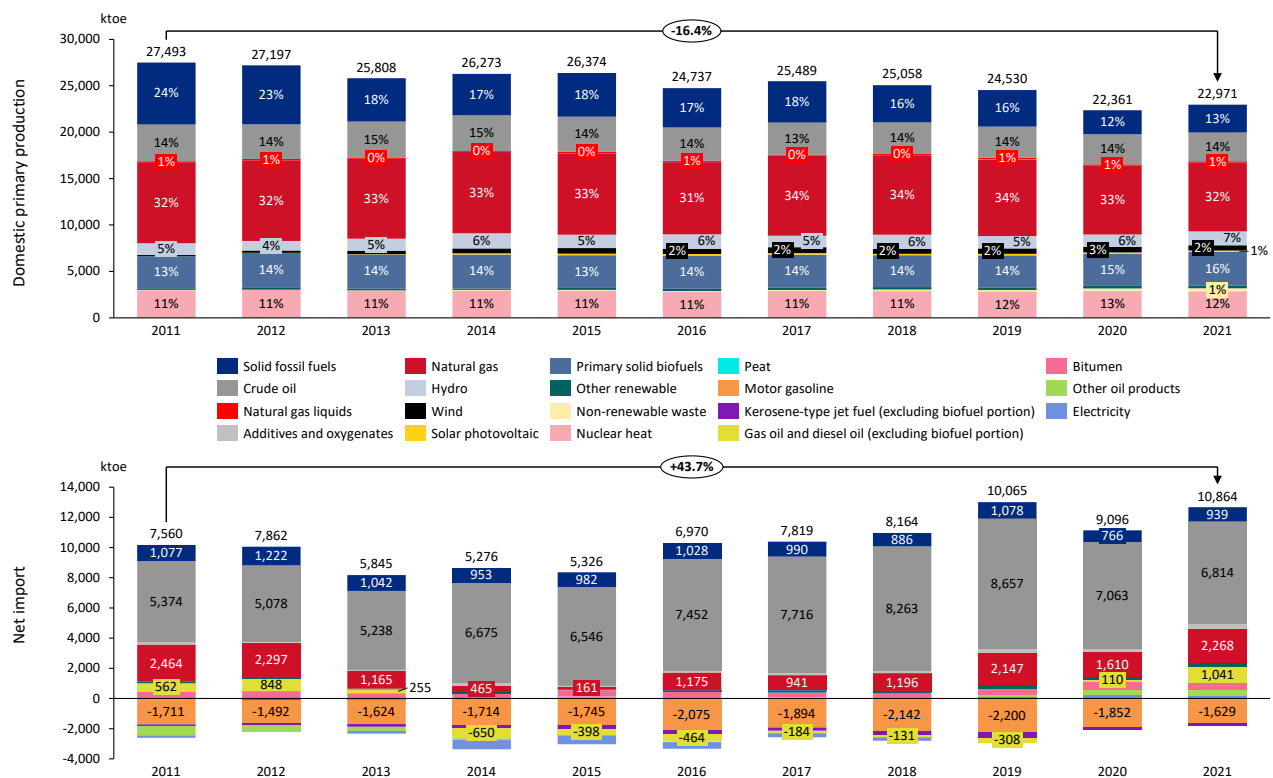 ktoe
-16.4%
Domestic primary production
30,000
25,000
20,000
15,000
10,000
5,000
0
27,493 27,197 25,808 26,273 26,374 24,737 25,489 25,058 24,530 22,361 22,971
24% 23% 18% 17% 18% 17% 18% 16% 16% 12% 13%
14% 14% 15% 15% 14% 14% 13% 14% 14% 14% 14%
1% 1% 0% 0% 0% 1% 0% 0% 1% 1% 1%
32% 32% 33% 33% 33% 31% 34% 34% 34% 33% 32%
5% 4% 5% 6% 5% 6% 5% 6% 5% 6% 7%
2% 2% 2% 2% 3% 2%
1%
13% 14% 14% 14% 13% 14% 14% 14% 14% 15% 16%
1%
11% 11% 11% 11% 11% 11% 11% 11% 12% 13% 12%
2011 2012 2013 2014 2015 2016 2017 2018 2019 2020 2021
Solid fossil fuels Natural gas Primary solid biofuels Peat Bitumen
Crude oil Hydro Other renewable Motor gasoline Other oil products
Natural gas liquids Wind Non-renewable waste Kerosene-type jet fuel (excluding biofuel portion) Electricity
Additives and oxygenates Solar photovoltaic Nuclear heat Gas oil and diesel oil (excluding biofuel portion)
ktoe
+43.7%
Net import
14,000
12,000
10,000
8,000
6,000
4,000
2,000
0
-2,000
-4,000
7,560 7,862 5,845 5,276 5,326 6,970 7,819 8,164 10,065 9,096 10,864
1,077 1,222 1,042 953 982 1,028 990 886 1,078 766 939
5,374 5,078 5,238 6,675 6,546 7,452 7,716 8,263 8,657 7,063 6,814
2,464 2,297 1,165 465 161 1,175 941 1,196 2,147 1,610 2,268
562 848 255 110 1,041
-1,711 -1,492 -1,624 -1,714 -1,745 -2,075 -1,894 -2,142 -2,200 -1,852 -1,629
-650 -398 -464 -184 -131 -308
2011 2012 2013 2014 2015 2016 2017 2018 2019 2020 2021